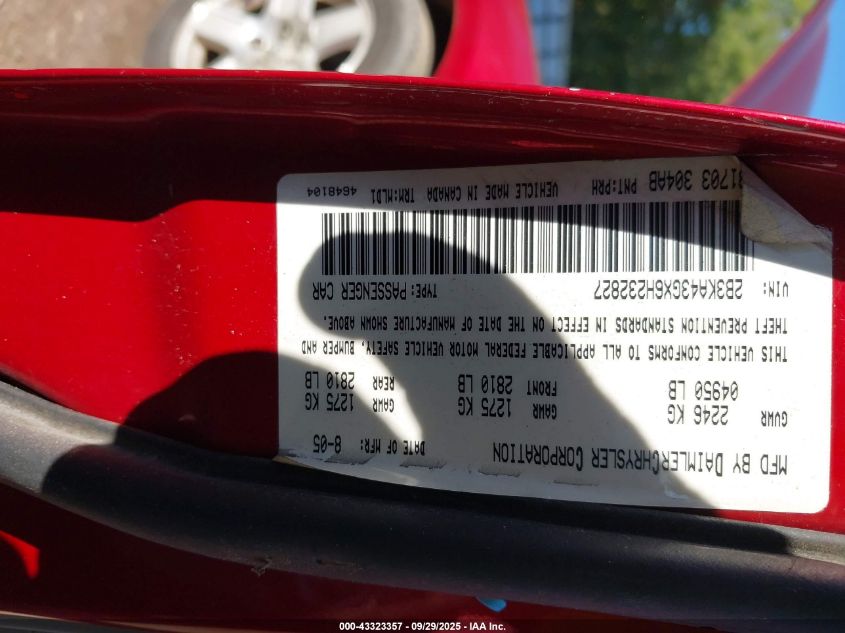 MFD BY DAIMLERCHRYSLER CORPORATION DATE OF MFR: 8-05
GVWR GAWR GAWR
2246 KG FRONT 1275 KG REAR 1275 KG
04950 LB 2810 LB 2810 LB
THIS VEHICLE CONFORMS TO ALL APPLICABLE FEDERAL MOTOR VEHICLE SAFETY, BUMPER AND
THEFT PREVENTION STANDARDS IN EFFECT ON THE DATE OF MANUFACTURE SHOWN ABOVE.
VIN: 2B3KA43GX6H232827 TYPE: PASSENGER CAR
1703 304AB PNT:PRH VEHICLE MADE IN CANADA TRM:MLD1 4648104
000-43323357 • 09/29/2025 - IAA Inc.